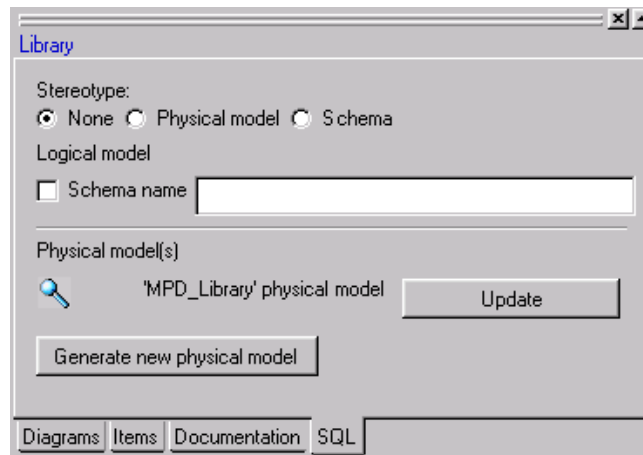 Library
Stereotype:
None Physical model Schema
Logical model
Schema name
Physical model(s)
'MPD_Library' physical model Update
Generate new physical model
Diagrams Items Documentation SQL